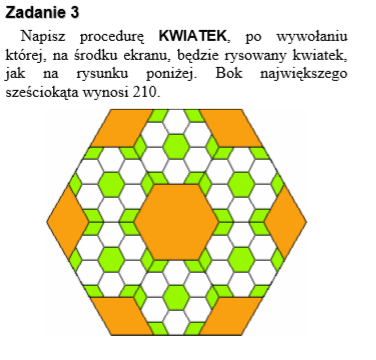 Zadanie 3
Napisz procedurę KWIATEK, po wywołaniu
której, na środku ekranu, będzie rysowany kwiatek,
jak na rysunku poniżej. Bok największego
sześciokąta wynosi 210.